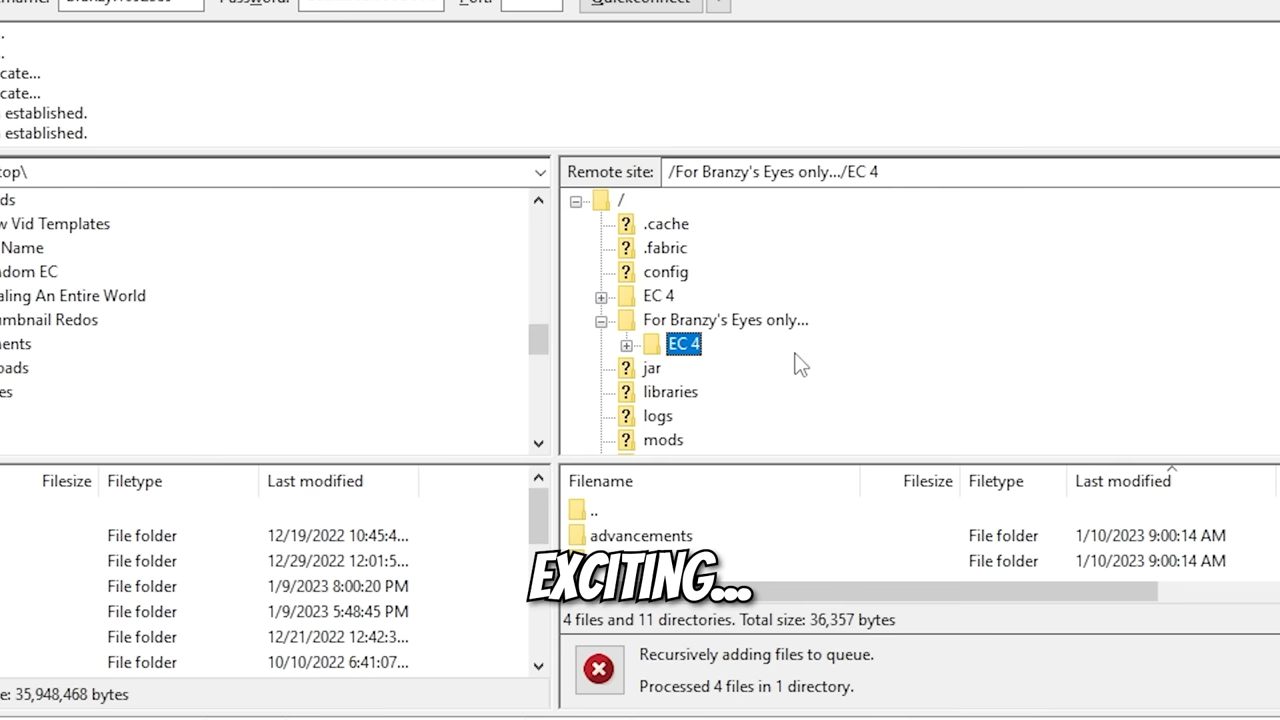 Port:
Quickconnect
cate...
cate...
established.
established.
top\
Remote site: /For Branzy's Eyes only.../EC 4
ds
w Vid Templates
Name
ndom EC
aling An Entire World
umbnail Redos
ents
oads
es
/
.cache
.fabric
config
EC 4
For Branzy's Eyes only...
EC 4
jar
libraries
logs
mods
Filesize Filetype Last modified
File folder 12/19/2022 10:45:4...
File folder 12/29/2022 12:01:5...
File folder 1/9/2023 8:00:20 PM
File folder 1/9/2023 5:48:45 PM
File folder 12/21/2022 12:42:3...
File folder 10/10/2022 6:41:07...
e: 35,948,468 bytes
Filename Filesize Filetype Last modified
..
advancements File folder 1/10/2023 9:00:14 AM
File folder 1/10/2023 9:00:14 AM
EXCITING...
4 files and 11 directories. Total size: 36,357 bytes
Recursively adding files to queue.
Processed 4 files in 1 directory.